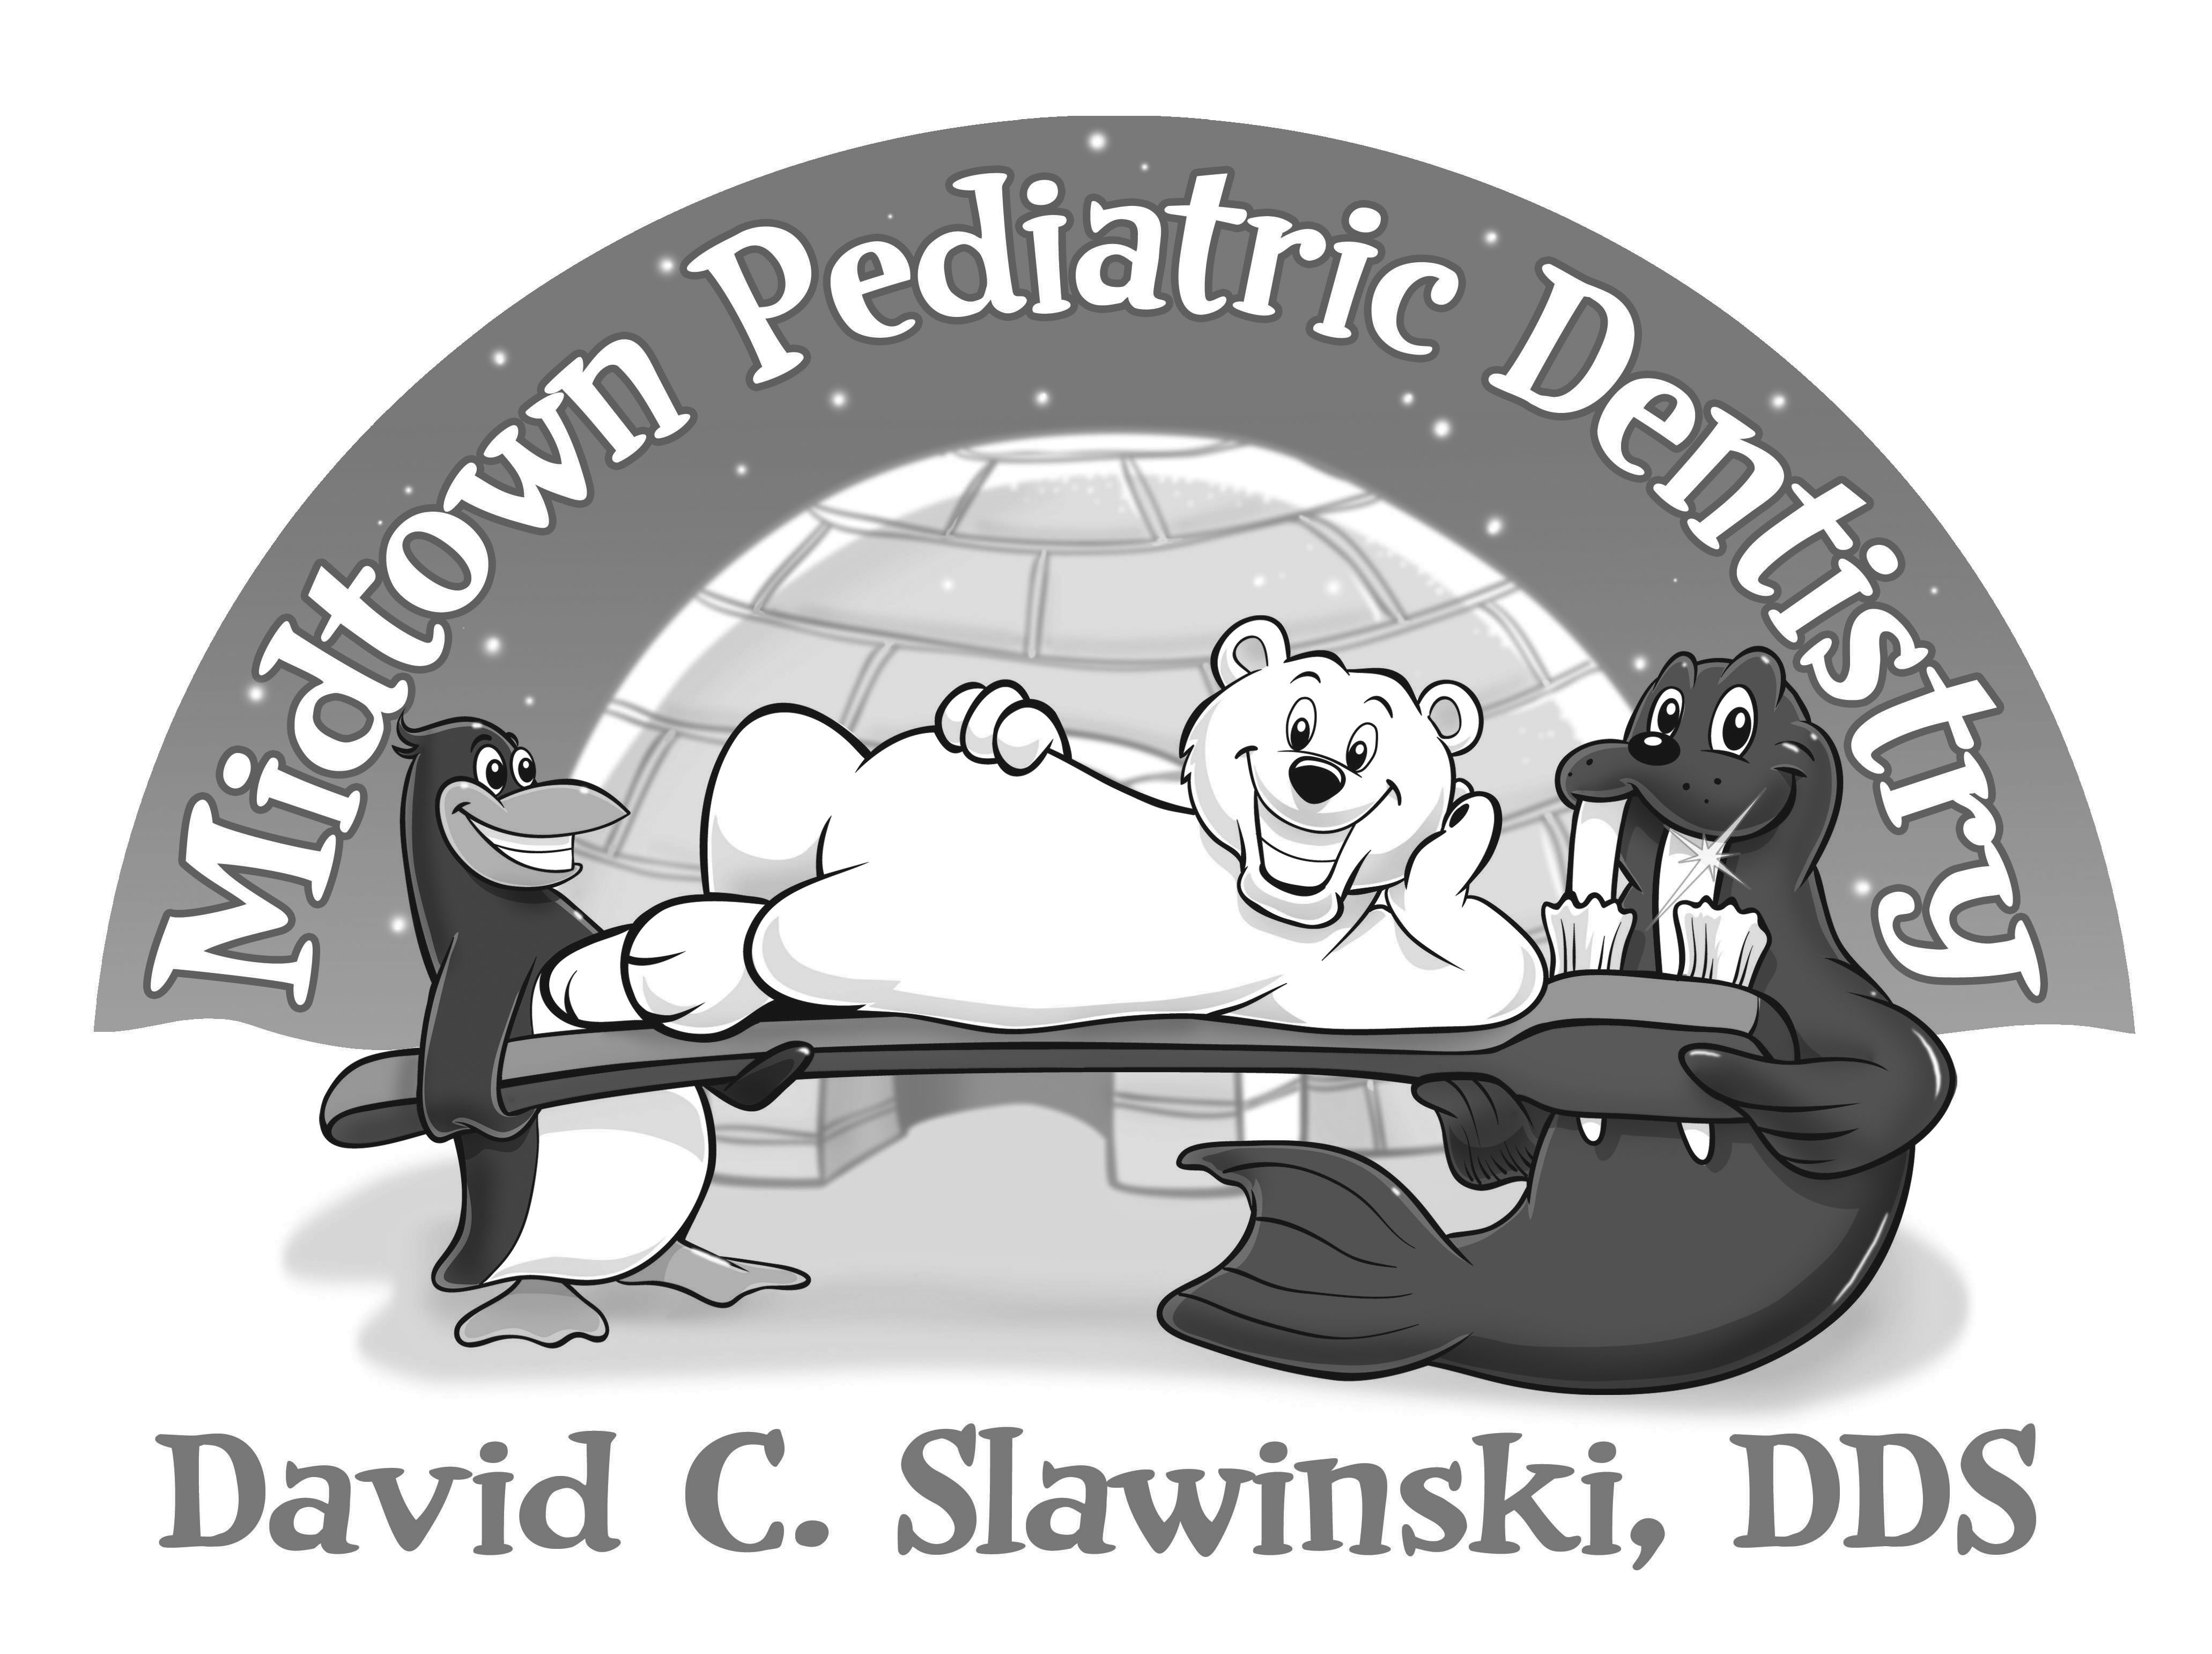 Midtown Pediatric Dentistry
David C. Slawinski, DDS